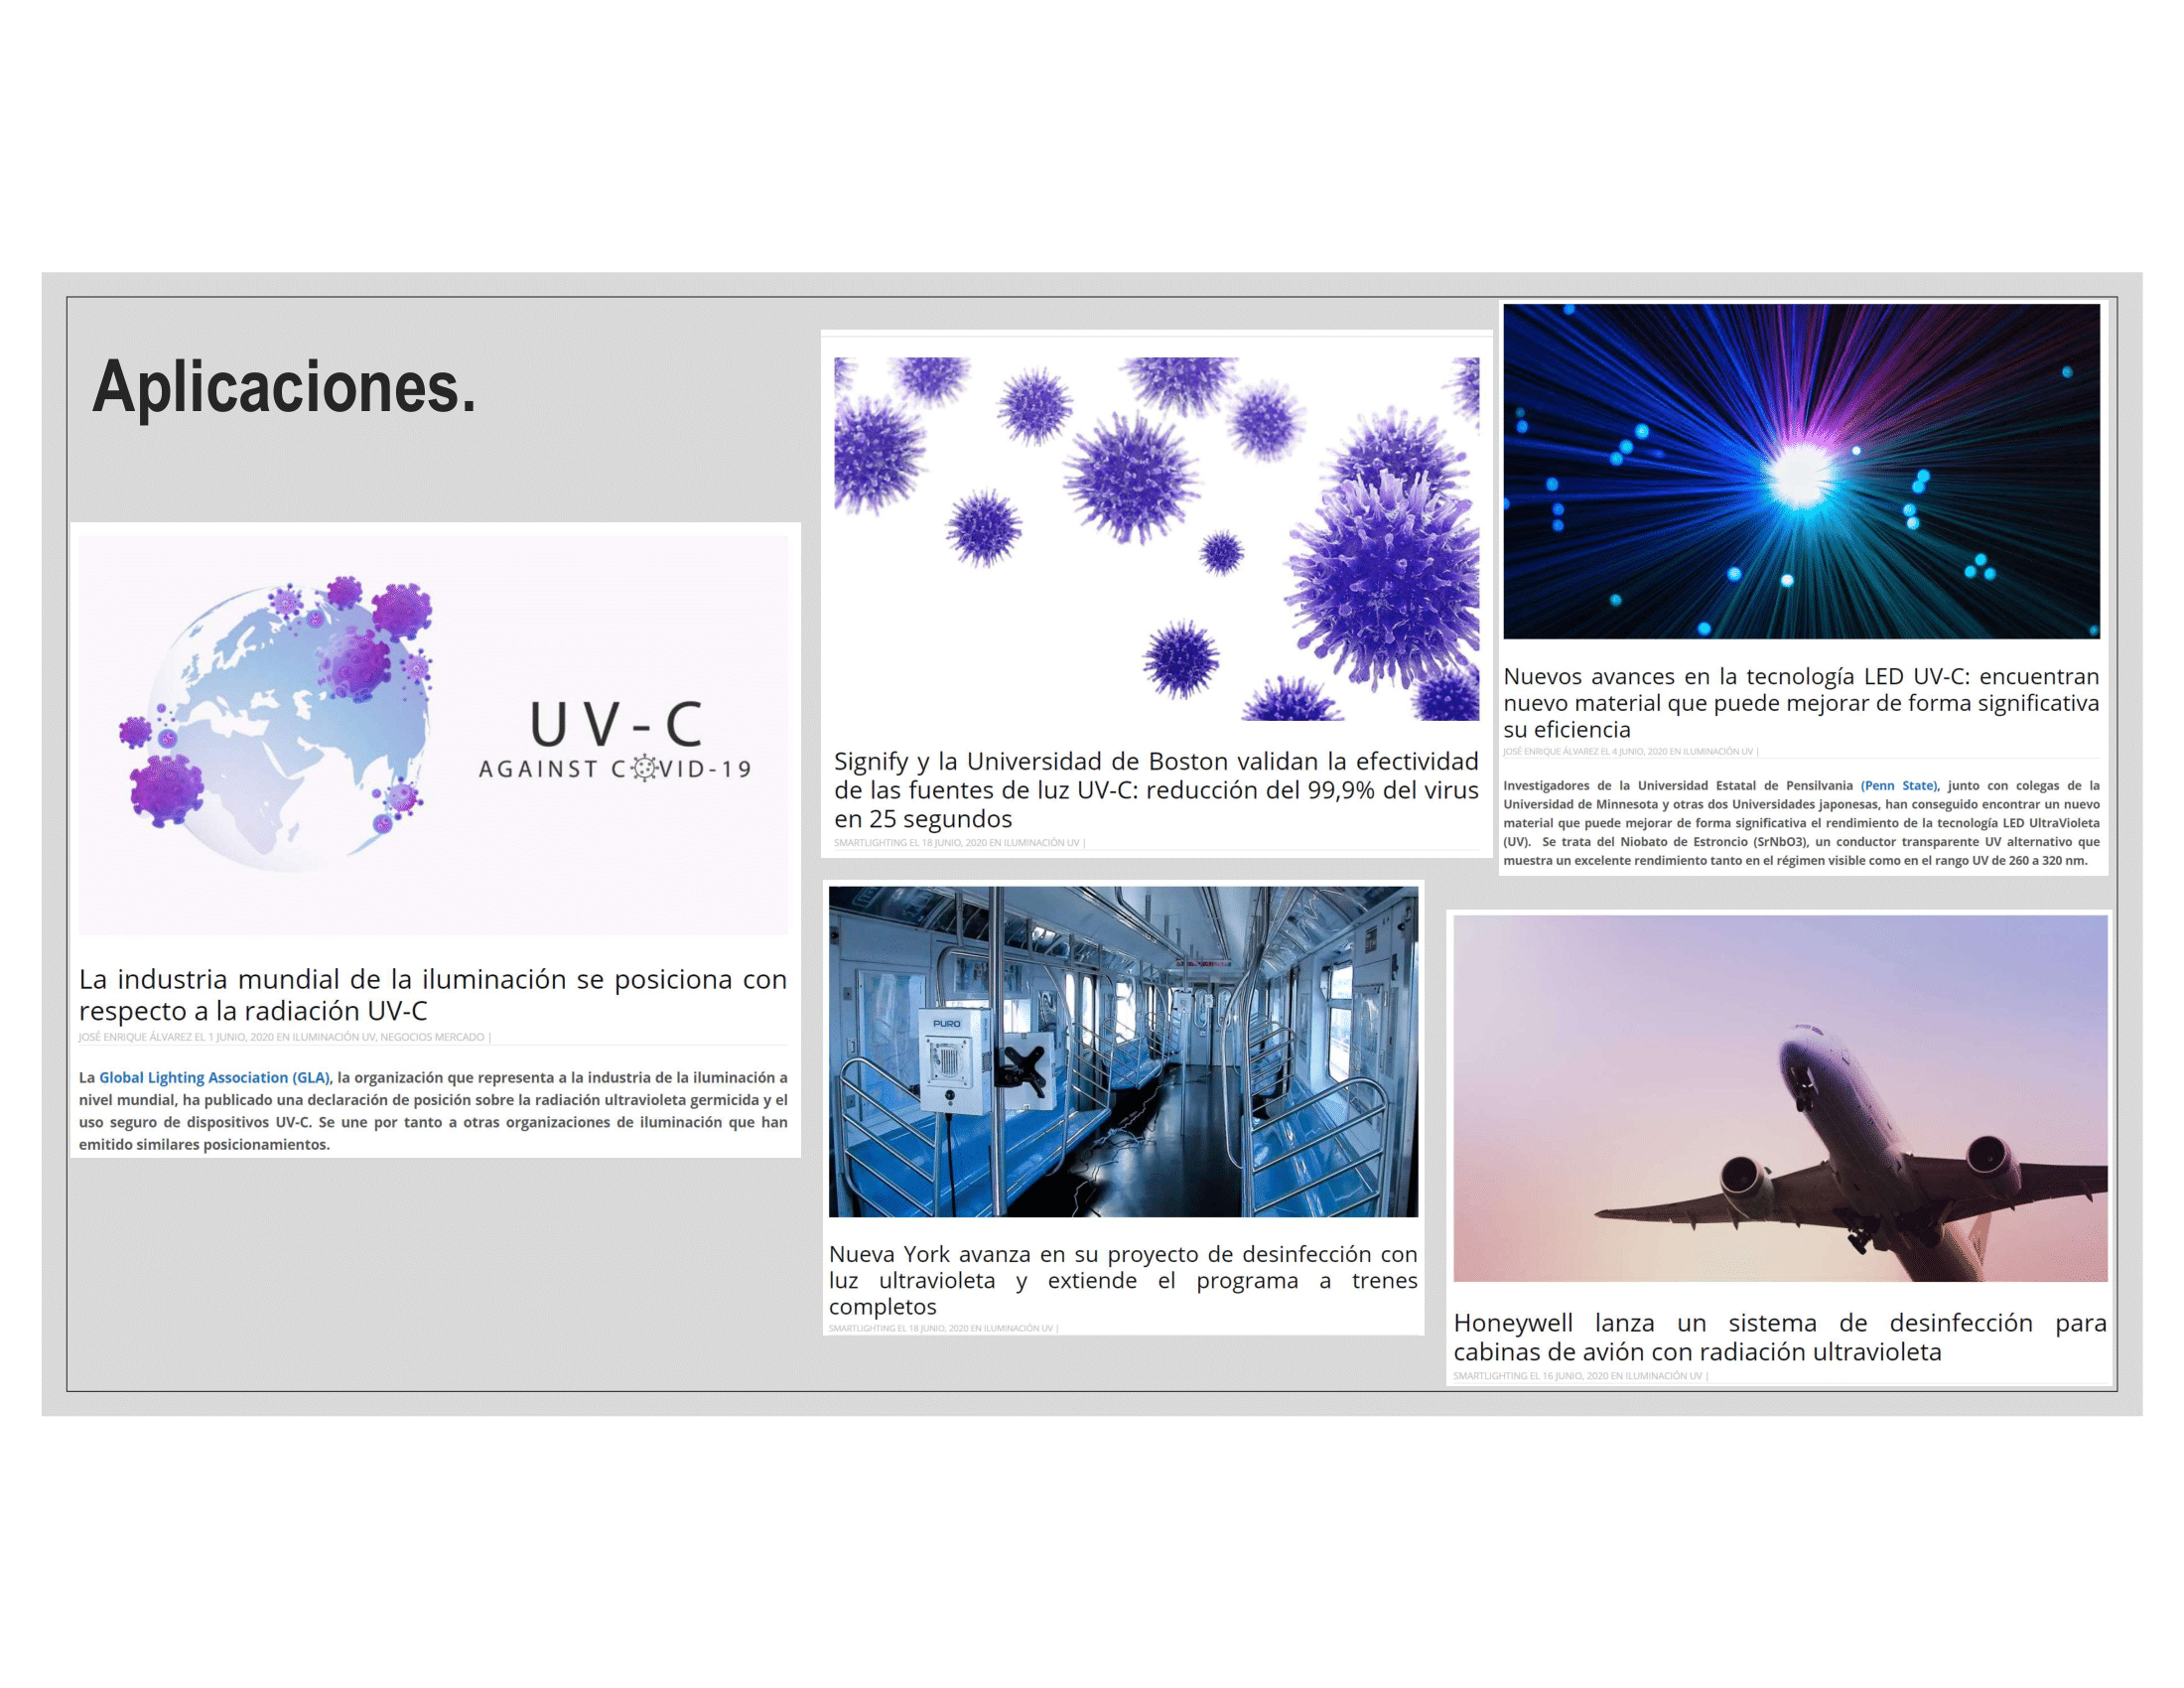 Aplicaciones.
UV-C
AGAINST COVID-19
La industria mundial de la iluminación se posiciona con
respecto a la radiación UV-C
JOSÉ ENRIQUE ÁLVAREZ EL 1 JUNIO, 2020 EN ILUMINACIÓN UV, NEGOCIOS MERCADO |
La Global Lighting Association (GLA), la organización que representa a la industria de la iluminación a
nivel mundial, ha publicado una declaración de posición sobre la radiación ultravioleta germicida y el
uso seguro de dispositivos UV-C. Se une por tanto a otras organizaciones de iluminación que han
emitido similares posicionamientos.
Signify y la Universidad de Boston validan la efectividad
de las fuentes de luz UV-C: reducción del 99,9% del virus
en 25 segundos
SMARTLIGHTING EL 18 JUNIO, 2020 EN ILUMINACIÓN UV |
Nuevos avances en la tecnología LED UV-C: encuentran
nuevo material que puede mejorar de forma significativa
su eficiencia
JOSÉ ENRIQUE ÁLVAREZ EL 4 JUNIO, 2020 EN ILUMINACIÓN UV |
Investigadores de la Universidad Estatal de Pensilvania (Penn State), junto con colegas de la
Universidad de Minnesota y otras dos Universidades japonesas, han conseguido encontrar un nuevo
material que puede mejorar de forma significativa el rendimiento de la tecnología LED UltraVioleta
(UV). Se trata del Niobato de Estroncio (SrNbO3), un conductor transparente UV alternativo que
muestra un excelente rendimiento tanto en el régimen visible como en el rango UV de 260 a 320 nm.
PURO
Nueva York avanza en su proyecto de desinfección con
luz ultravioleta y extiende el programa a trenes
completos
SMARTLIGHTING EL 18 JUNIO, 2020 EN ILUMINACIÓN UV |
Honeywell lanza un sistema de desinfección para
cabinas de avión con radiación ultravioleta
SMARTLIGHTING EL 16 JUNIO, 2020 EN ILUMINACIÓN UV |